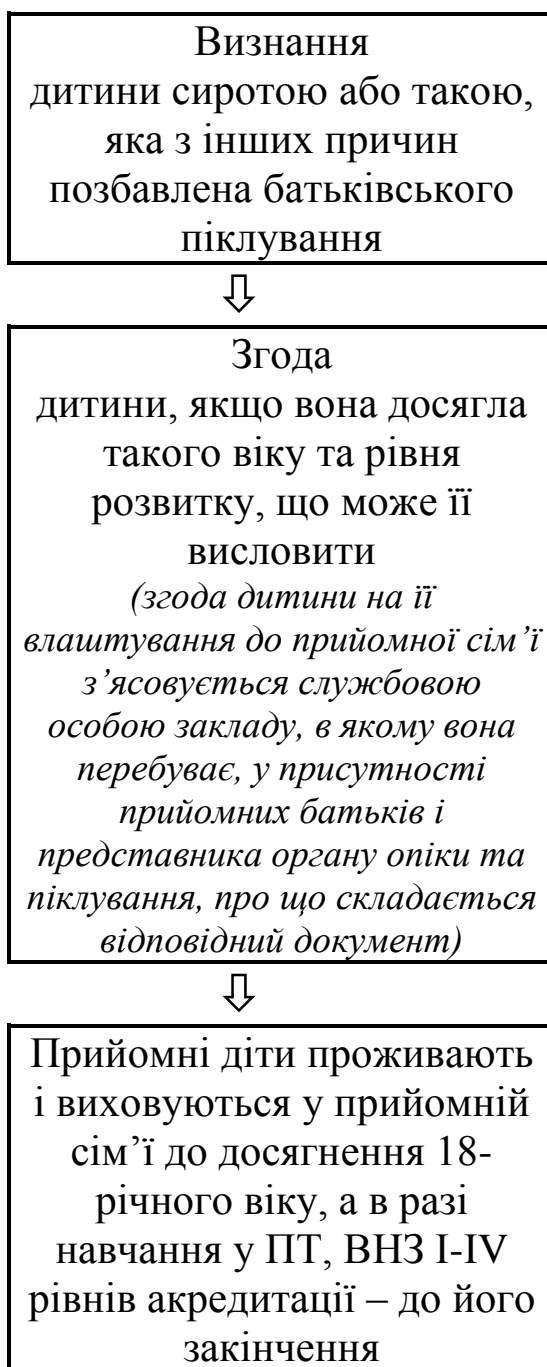 Визнання
дитини сиротою або такою,
яка з інших причин
позбавлена батьківського
піклування
Згода
дитини, якщо вона досягла
такого віку та рівня
розвитку, що може її
висловити
(згода дитини на її
влаштування до прийомної сім’ї
з’ясовується службовою
особою закладу, в якому вона
перебуває, у присутності
прийомних батьків і
представника органу опіки та
піклування, про що складається
відповідний документ)
Прийомні діти проживають
і виховуються у прийомній
сім’ї до досягнення 18-
річного віку, а в разі
навчання у ПТ, ВНЗ I-IV
рівнів акредитації – до його
закінчення